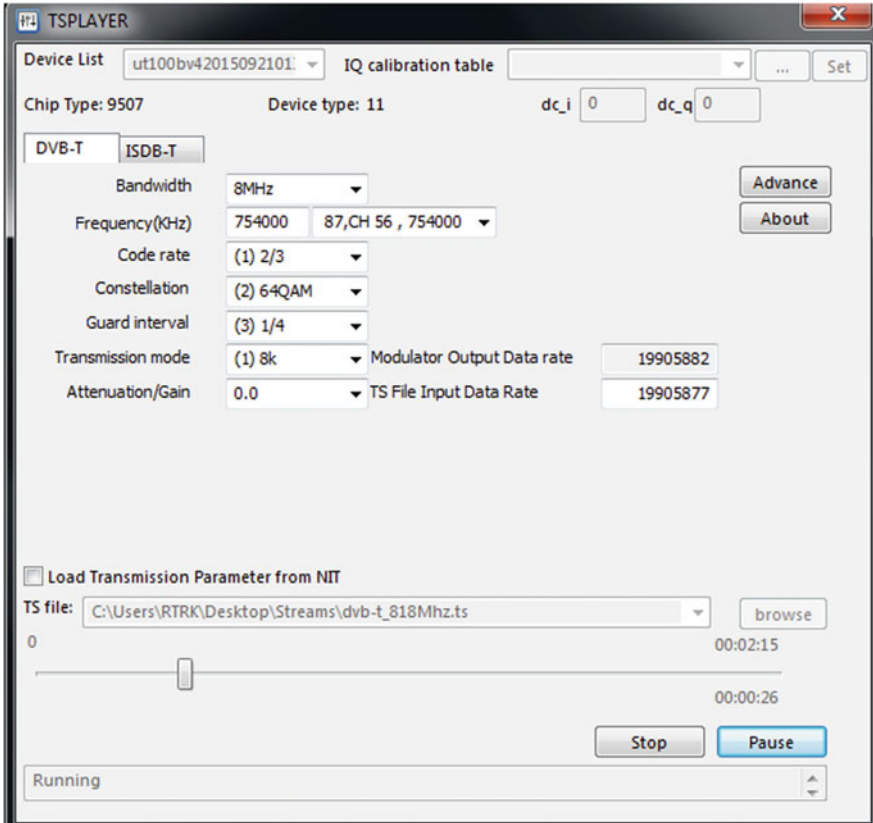 TSPLAYER
Device List ut100bv42015092101: IQ calibration table ... Set
Chip Type: 9507 Device type: 11 dc_i 0 dc_q 0
DVB-T ISDB-T
Bandwidth 8MHz Advance
Frequency(KHz) 754000 87,CH 56 , 754000 About
Code rate (1) 2/3
Constellation (2) 64QAM
Guard interval (3) 1/4
Transmission mode (1) 8k Modulator Output Data rate 19905882
Attenuation/Gain 0.0 TS File Input Data Rate 19905877
Load Transmission Parameter from NIT
TS file: C:\Users\RTRK\Desktop\Streams\dvb-t_818Mhz.ts browse
0 00:02:15
00:00:26
Stop Pause
Running